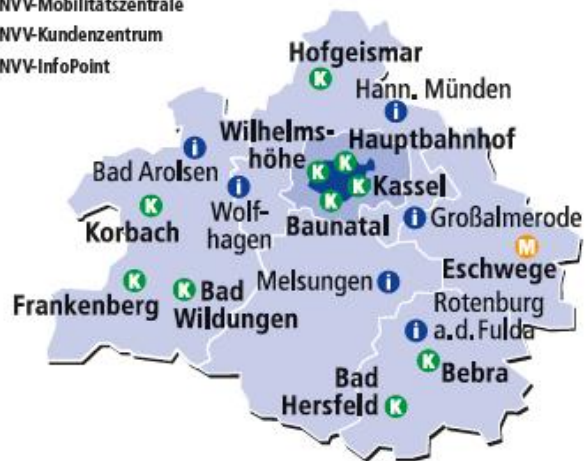 NVV-Mobilitätszentrale
NVV-Kundenzentrum
NVV-InfoPoint
Hofgeismar
K
Hann. Münden
i
Wilhelms-
höhe
Hauptbahnhof
K
K
K Kassel
K
Baunatal
i
Bad Arolsen
i
Wolf-
hagen
i Großalmerode
K
Korbach
M
Eschwege
Melsungen i
K
Frankenberg
K Bad
Wildungen
Rotenburg
i a.d.Fulda
K Bebra
Bad
Hersfeld K